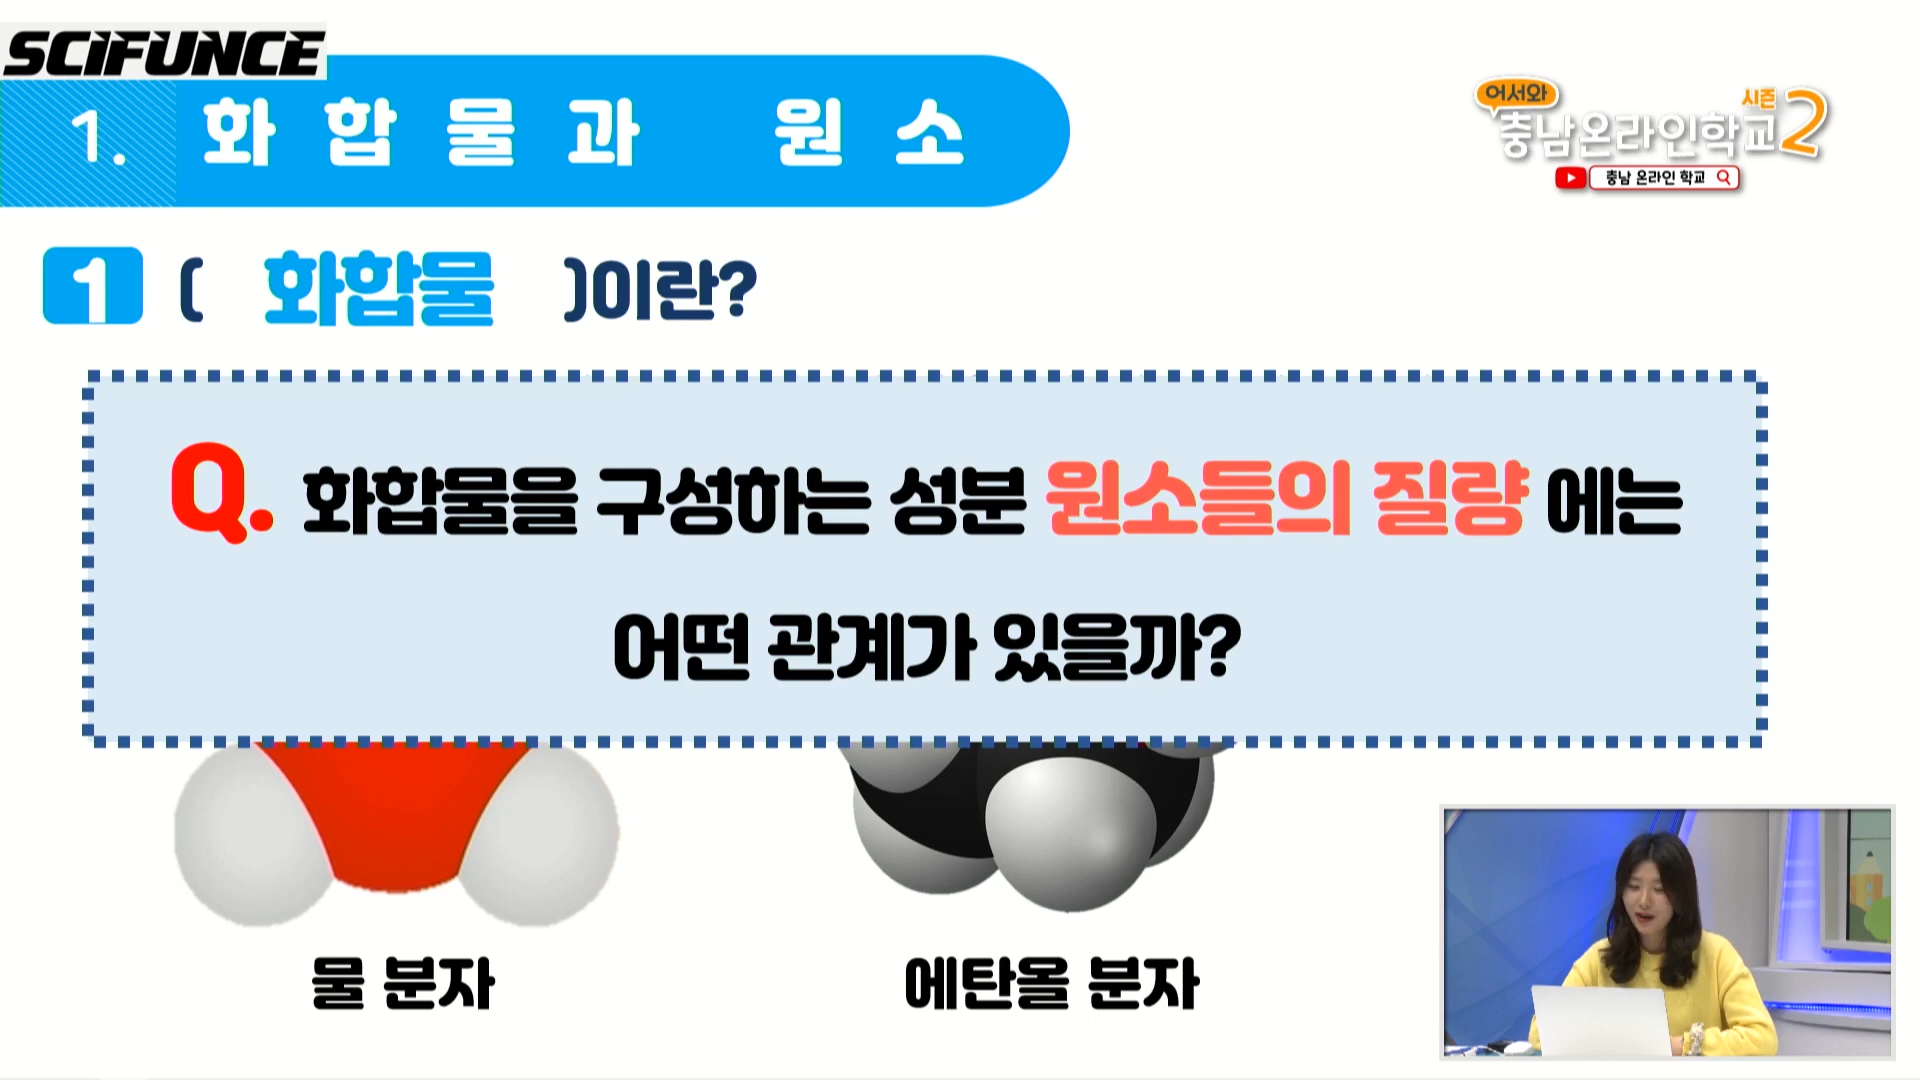 SCIFUNCE
1. 화합물과 원소
어서와
시즌
충남온라인학교2
충남 온라인 학교
1 ( 화합물 )이란?
Q. 화합물을 구성하는 성분 원소들의 질량 에는
어떤 관계가 있을까?
물 분자
에탄올 분자